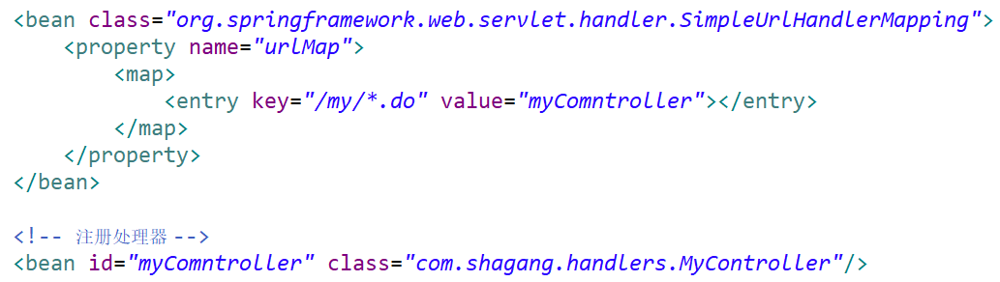 <bean class="org.springframework.web.servlet.handler.SimpleUrlHandlerMapping">
    <property name="urlMap">
        <map>
            <entry key="/my/*.do" value="myComntroller"></entry>
        </map>
    </property>
</bean>

<!-- 注册处理器 -->
<bean id="myComntroller" class="com.shagang.handlers.MyController"/>